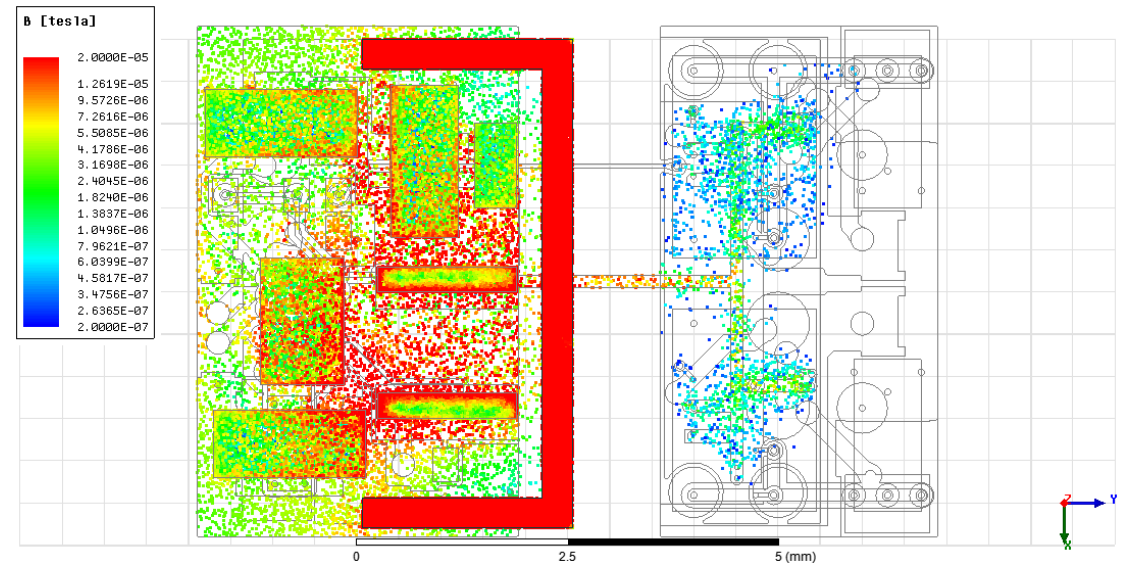 B [tesla]
2.0000E-05
1.2619E-05
9.5726E-06
7.2616E-06
5.5085E-06
4.1786E-06
3.1698E-06
2.4045E-06
1.8240E-06
1.3837E-06
1.0496E-06
7.9621E-07
6.0399E-07
4.5817E-07
3.4756E-07
2.6365E-07
2.0000E-07
Z
Y
X
0
2.5
5 (mm)